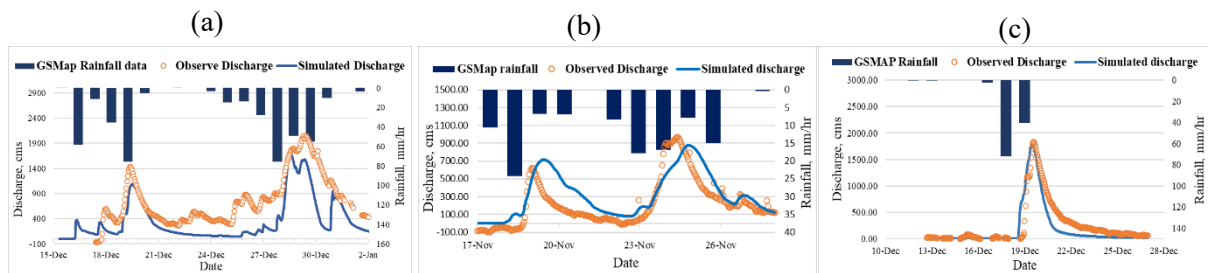 (a)
GSMap Rainfall data Observe Discharge Simulated Discharge
2900
2400
1900
1400
900
400
-100
Discharge, cms
0
20
40
60
80
100
120
140
160
Rainfall, mm/hr
15-Dec 18-Dec 21-Dec 24-Dec 27-Dec 30-Dec 2-Jan
Date
(b)
GSMap rainfall Observed Discharge Simulated discharge
1500.00
1300.00
1100.00
900.00
700.00
500.00
300.00
100.00
-100.00
Discharge, cms
0
5
10
15
20
25
30
35
40
Rainfall, mm/hr
17-Nov 20-Nov 23-Nov 26-Nov
Date
(c)
GSMAP Rainfall Observed Discharge Simulated discharge
3000.00
2500.00
2000.00
1500.00
1000.00
500.00
0.00
Discharge, cms
0
20
40
60
80
100
120
140
Rainfall, mm/hr
10-Dec 13-Dec 16-Dec 19-Dec 22-Dec 25-Dec 28-Dec
Date